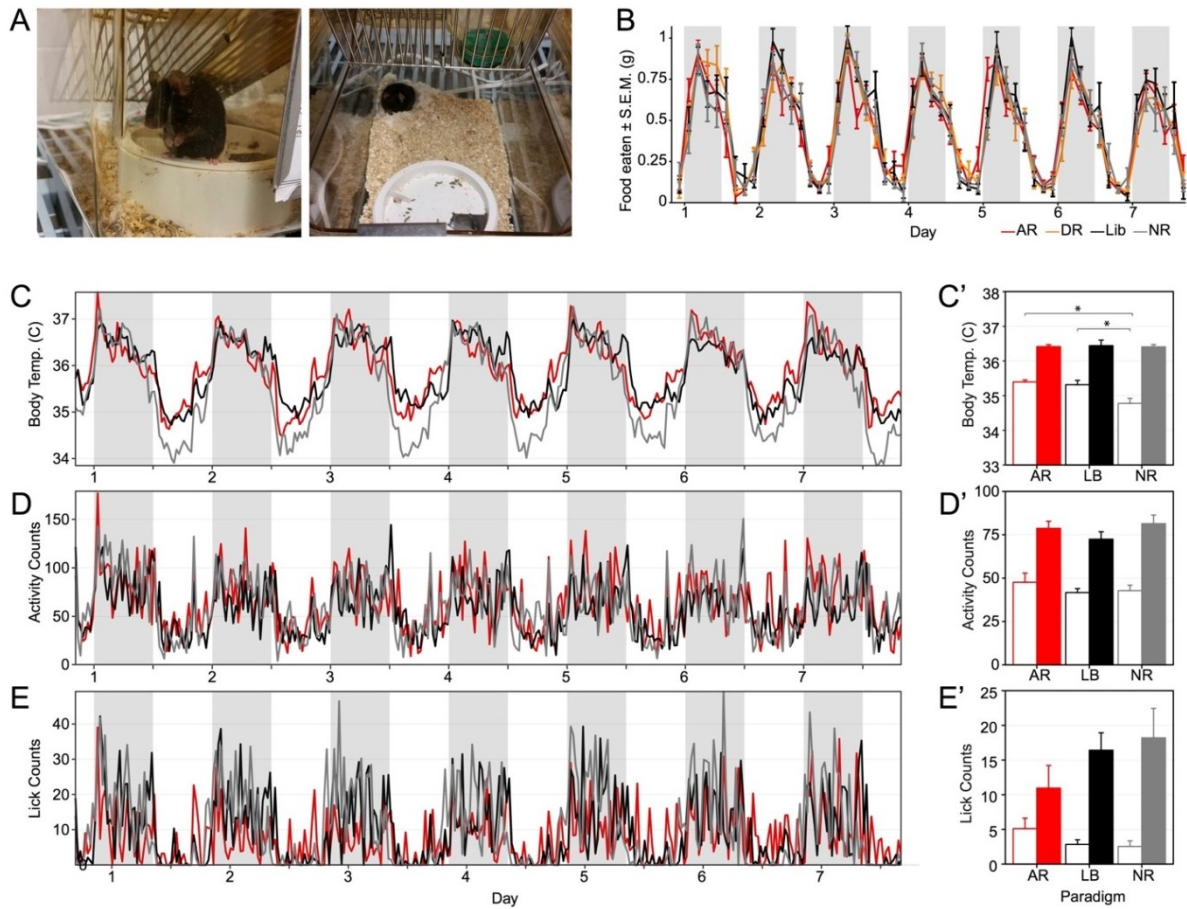 A
B
Food eaten ± S.E.M. (g)
1
0.75
0.5
0.25
0
1 2 3 4 5 6 7
Day
AR DR Lib NR
C
Body Temp. (C)
37
36
35
34
1 2 3 4 5 6 7
C'
Body Temp. (C)
38
37
36
35
34
33
* 
*
AR LB NR
D
Activity Counts
150
100
50
0
1 2 3 4 5 6 7
D'
Activity Counts
100
75
50
25
0
AR LB NR
E
Lick Counts
40
30
20
10
0
1 2 3 4 5 6 7
Day
E'
Lick Counts
25
20
15
10
5
0
AR LB NR
Paradigm